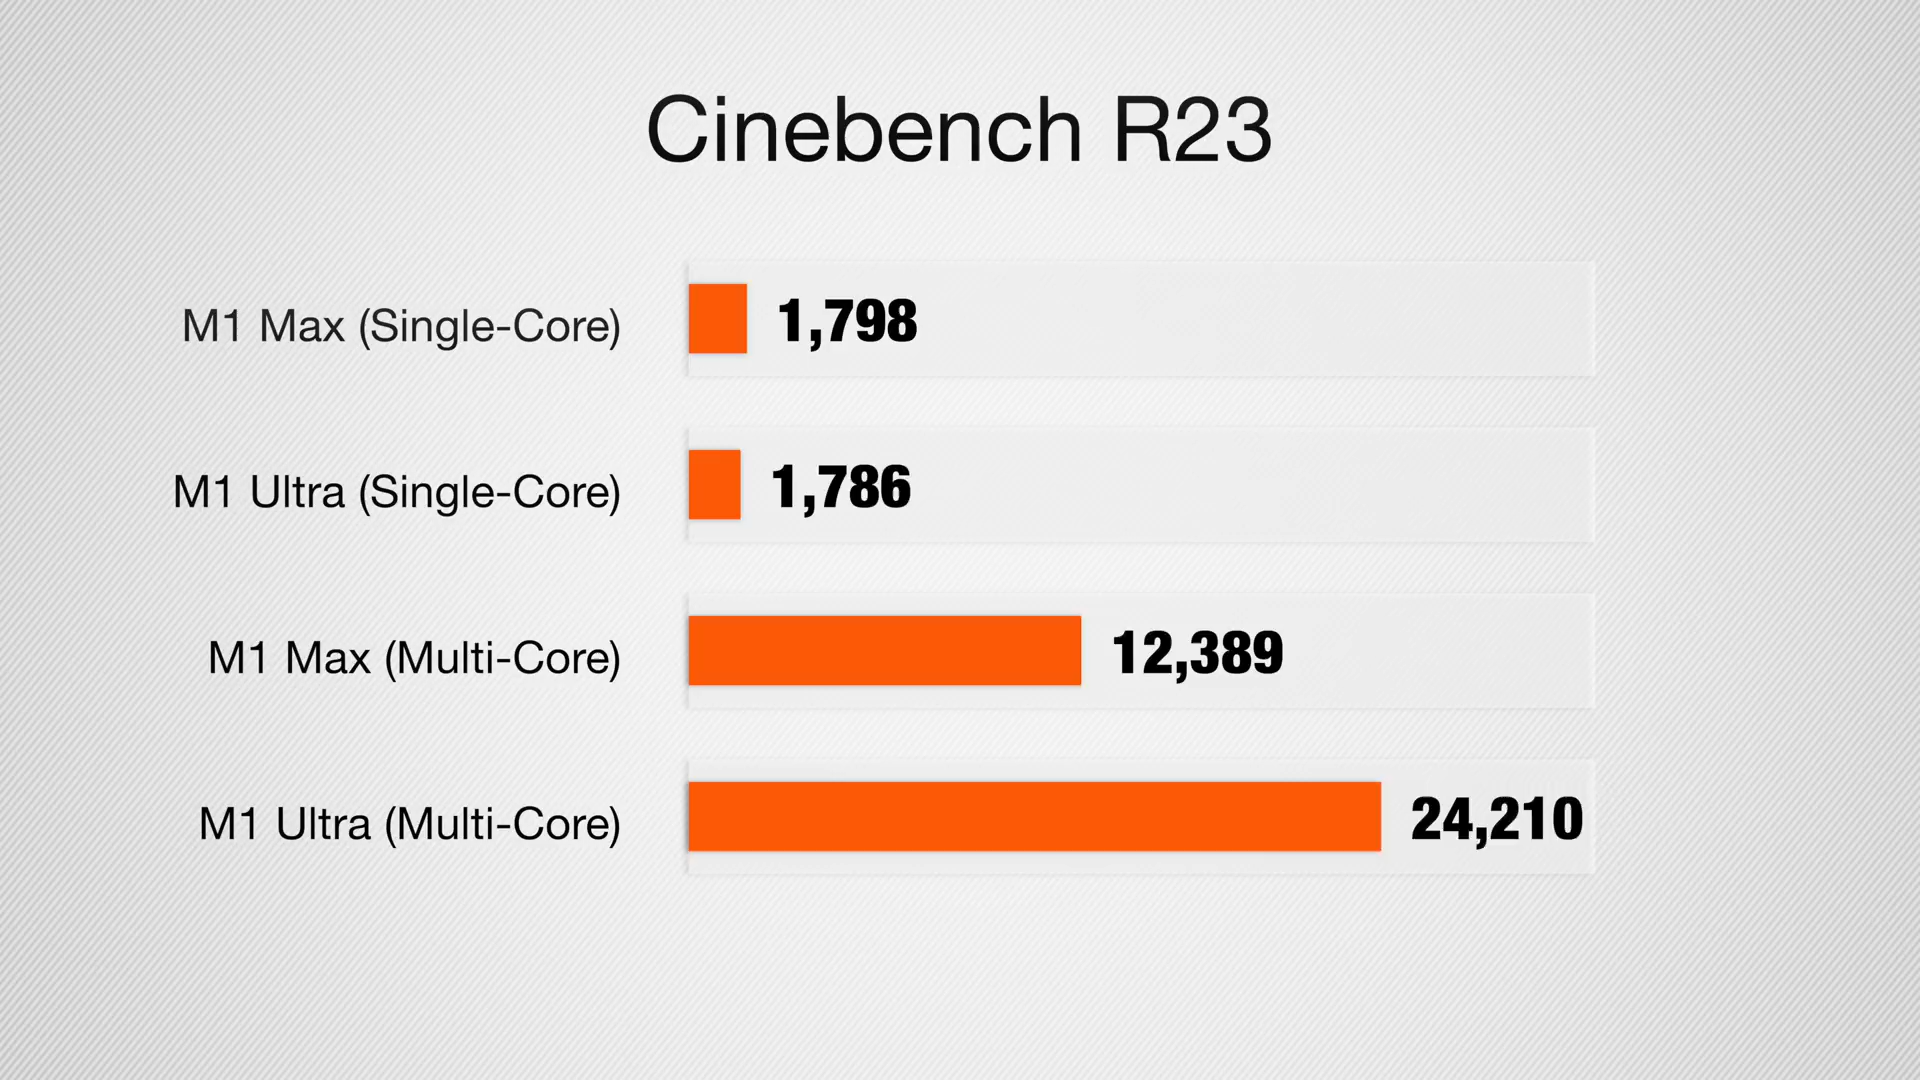 Cinebench R23
M1 Max (Single-Core) 1,798
M1 Ultra (Single-Core) 1,786
M1 Max (Multi-Core) 12,389
M1 Ultra (Multi-Core) 24,210